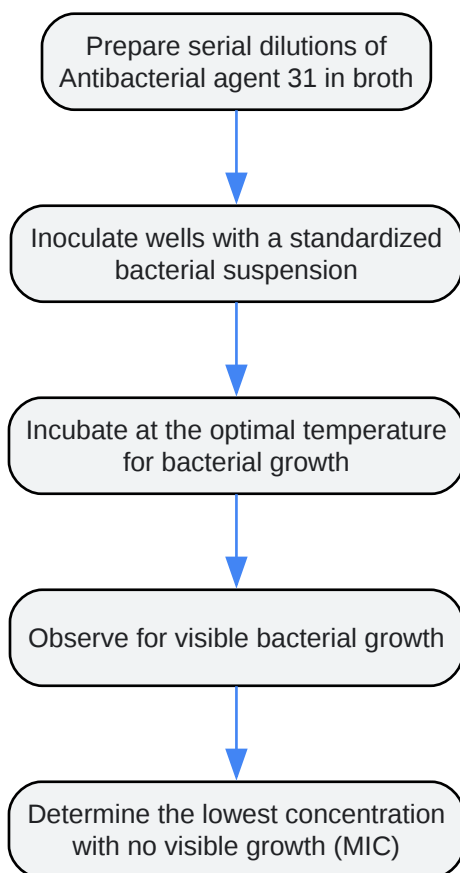 Prepare serial dilutions of
Antibacterial agent 31 in broth
Inoculate wells with a standardized
bacterial suspension
Incubate at the optimal temperature
for bacterial growth
Observe for visible bacterial growth
Determine the lowest concentration
with no visible growth (MIC)